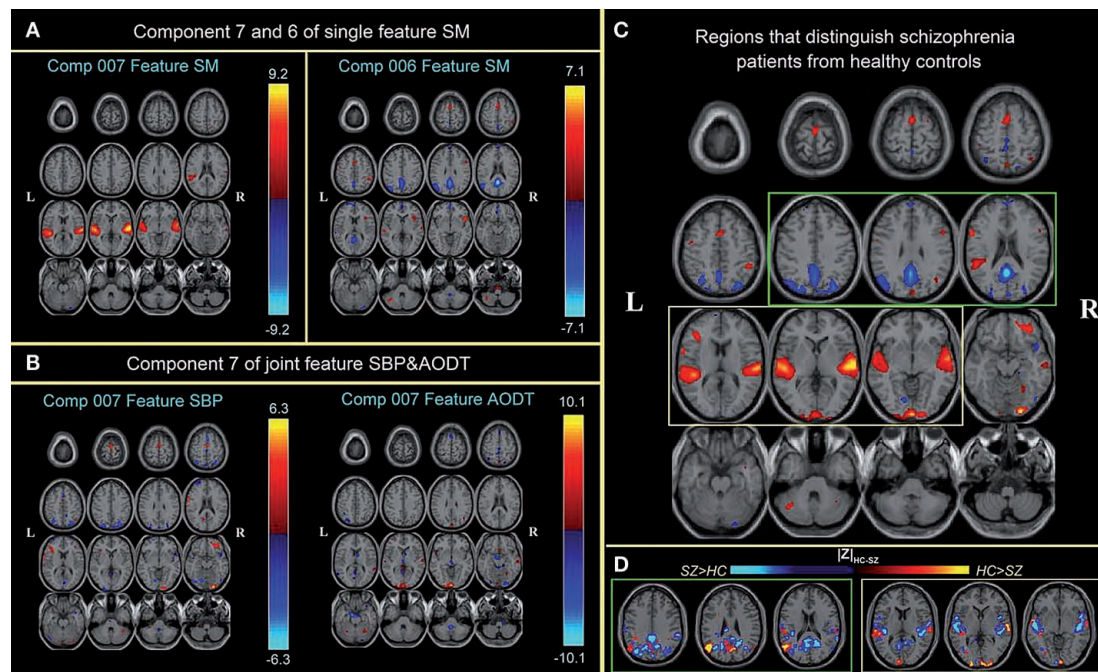 A
Component 7 and 6 of single feature SM
Comp 007 Feature SM
9.2
-9.2
Comp 006 Feature SM
7.1
-7.1
L
R
B
Component 7 of joint feature SBP&AODT
Comp 007 Feature SBP
6.3
-6.3
Comp 007 Feature AODT
10.1
-10.1
L
R
C
Regions that distinguish schizophrenia
patients from healthy controls
L
R
D
|Z|HC-SZ
SZ>HC
HC>SZ